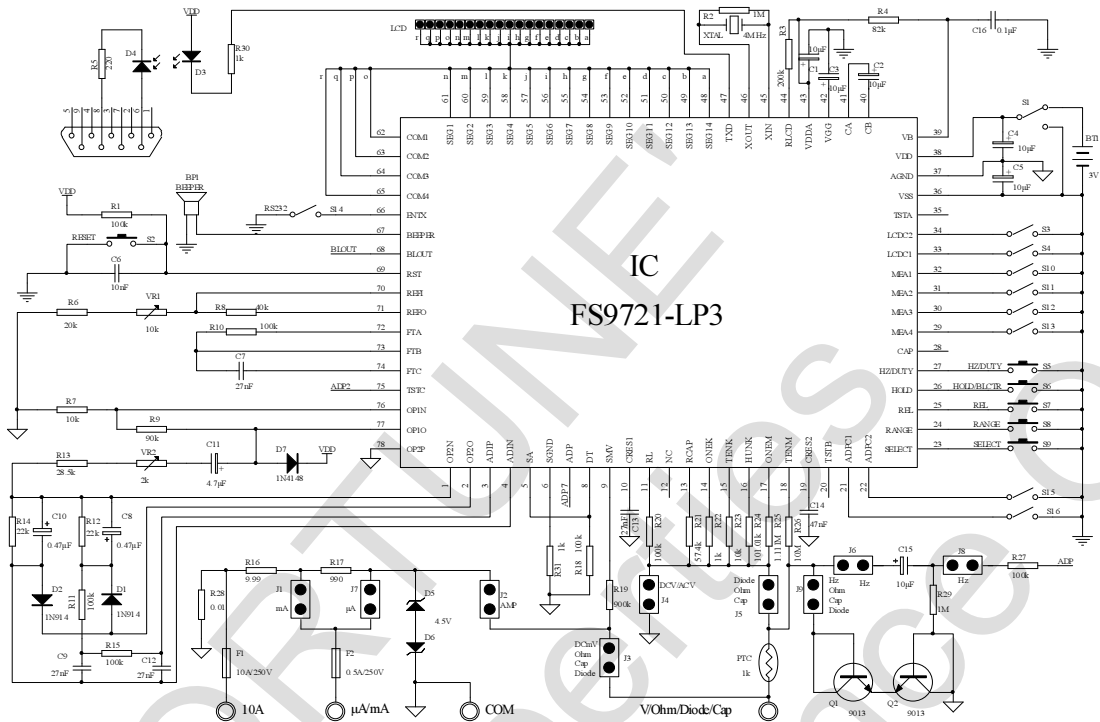 LCD
r q p o n m l k j i h g f e d c b a
VDD
D4
D3
R5
220
R30
1k
R2
1M
XTAL
4MHz
R3
200k
10μF
C1
C3
10μF
C2
10μF
R4
82k
C16
0.1μF
5 9 4 8 3 7 2 6 1
r q p o n m l k j i h g f e d c b a
61 60 59 58 57 56 55 54 53 52 51 50 49 48 47 46 45 44 43 42 41 40
SEG1 SEG2 SEG3 SEG4 SEG5 SEG6 SEG7 SEG8 SEG9 SEG10 SEG11 SEG12 SEG13 SEG14 TXD XOUT XIN RLCD VDDA VGG CA CB
62 COM1
63 COM2
64 COM3
65 COM4
66 ENTX
67 BEEPER
68 BLOUT
69 RST
70 REFI
71 REFO
72 FTA
73 FTB
74 FTC
75 TSTC
76 OP1N
77 OP1O
78 OP2P
IC
FS9721-LP3
VB 39
VDD 38
AGND 37
VSS 36
TSTA 35
LCDC2 34
LCDC1 33
MEA1 32
MEA2 31
MEA3 30
MEA4 29
CAP 28
HZ/DUTY 27
HOLD 26
REL 25
RANGE 24
SELECT 23
S1
C4
10μF
C5
10μF
BT1
3V
S3
S4
S10
S11
S12
S13
HZ/DUTY S5
HOLD/BLCTR S6
REL S7
RANGE S8
SELECT S9
S15
S16
VDD
R1
100k
RESET
S2
C6
10nF
BP1
BEEPER
RS232
S14
BLOUT
R6
20k
VR1
10k
R8
40k
R10
100k
C7
27nF
ADP2
R7
10k
R9
90k
R13
28.5k
VR2
2k
C11
4.7μF
D7
1N4148
VDD
OP2N OP2O ADIP ADIN SA SGND ADP DT SMV CRES1 RL NC RCAP ONEK TENK HUNK ONEM TENM CRES2 TSTB ADFC1 ADFC2
1 2 3 4 5 6 7 8 9 10 11 12 13 14 15 16 17 18 19 20 21 22
ADP7
R14
22k
C10
0.47μF
R12
22k
C8
0.47μF
D2
1N914
R11
100k
D1
1N914
R15
100k
C9
27nF
C12
27nF
R28
0.01
R16
9.99
R17
990
J1
mA
J7
μA
F1
10A/250V
F2
0.5A/250V
D5
4.5V
D6
J2
AMP
R31
1k
R18
100k
R19
900k
27nF
C13
R20
100k
R21
57.4k
R22
1k
R23
10k
R24
101.01k
R25
1.111M
R26
10M
C14
47nF
DCV/ACV
J4
Diode
Ohm
Cap
J5
DCmV
Ohm
Cap
Diode
J3
PTC
1k
J9
Hz
Ohm
Cap
Diode
J6
Hz
Hz
C15
10μF
J8
Hz
R27
100k
ADP
R29
1M
Q1
9013
Q2
9013
10A
μA/mA
COM
V/Ohm/Diode/Cap